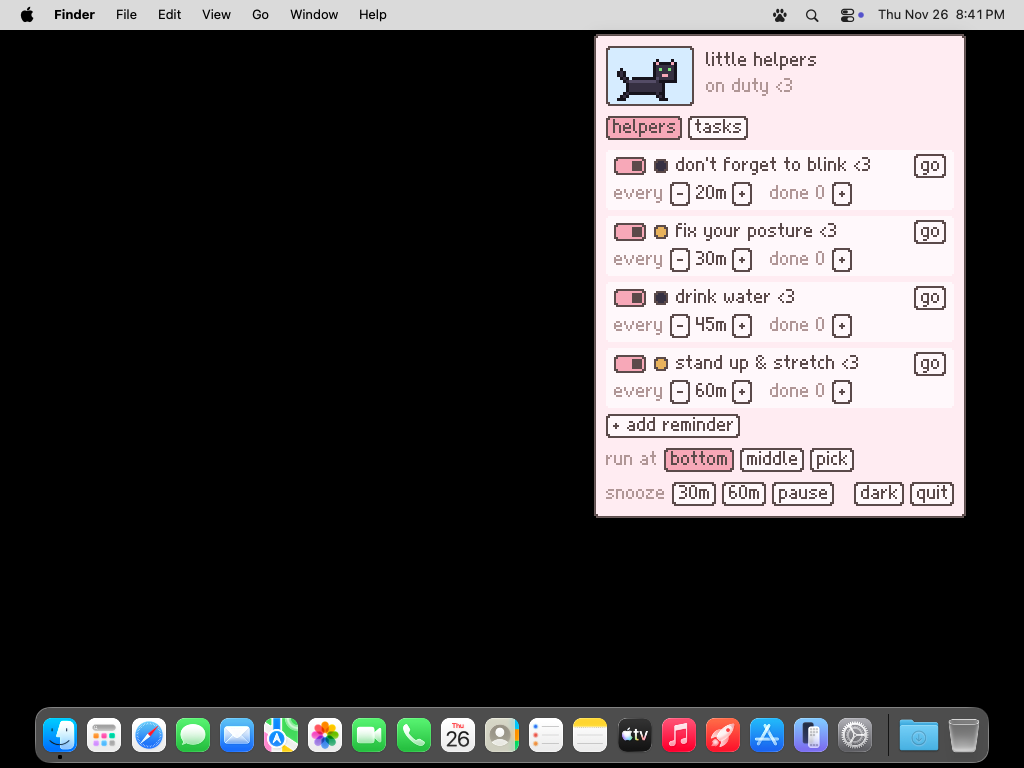 Finder File Edit View Go Window Help Thu Nov 26 8:41 PM
little helpers
on duty <3
helpers tasks
don't forget to blink <3 go
every - 20m + done 0 +
fix your posture <3 go
every - 30m + done 0 +
drink water <3 go
every - 45m + done 0 +
stand up & stretch <3 go
every - 60m + done 0 +
+ add reminder
run at bottom middle pick
snooze 30m 60m pause dark quit
Thu
26
tv